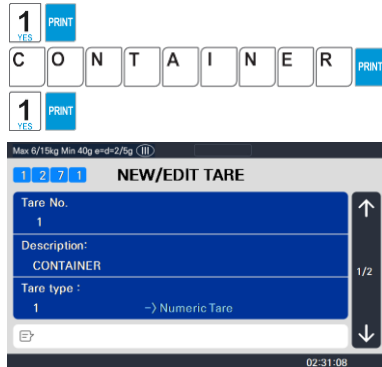 1 YES PRINT
C O N T A I N E R PRINT
1 YES PRINT
Max 6/15kg Min 40g e=d=2/5g III
1 2 7 1 NEW/EDIT TARE
Tare No.
1
Description:
CONTAINER
1/2
Tare type :
1 -> Numeric Tare
02:31:08